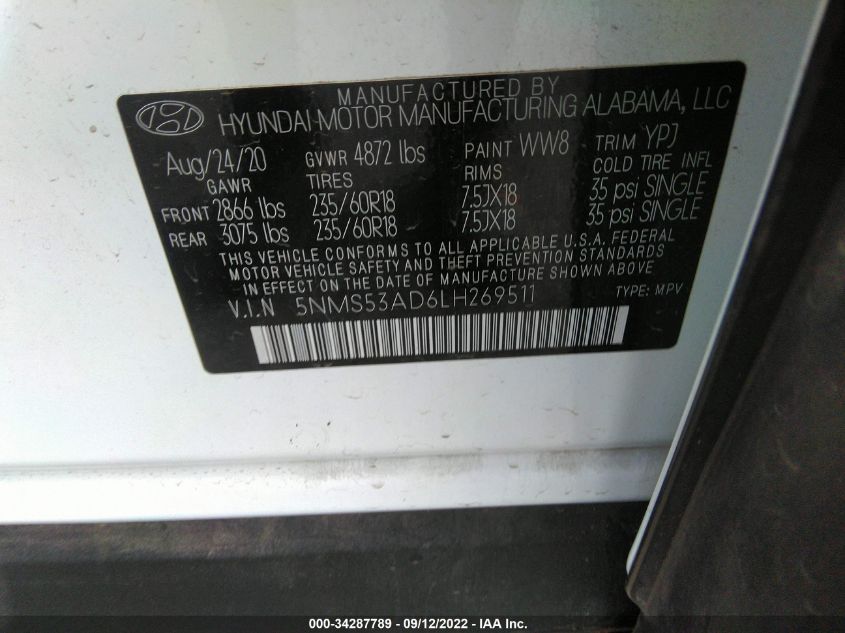 MANUFACTURED BY
HYUNDAI MOTOR MANUFACTURING ALABAMA, LLC
Aug/24/20 GVWR 4872 lbs PAINT WW8 TRIM YPJ
GAWR TIRES RIMS COLD TIRE INFL
FRONT 2866 lbs 235/60R18 7.5JX18 35 psi SINGLE
REAR 3075 lbs 235/60R18 7.5JX18 35 psi SINGLE
THIS VEHICLE CONFORMS TO ALL APPLICABLE U.S.A. FEDERAL
MOTOR VEHICLE SAFETY AND THEFT PREVENTION STANDARDS
IN EFFECT ON THE DATE OF MANUFACTURE SHOWN ABOVE
V.I.N 5NMS53AD6LH269511 TYPE: MPV
000-34287789 - 09/12/2022 - IAA Inc.